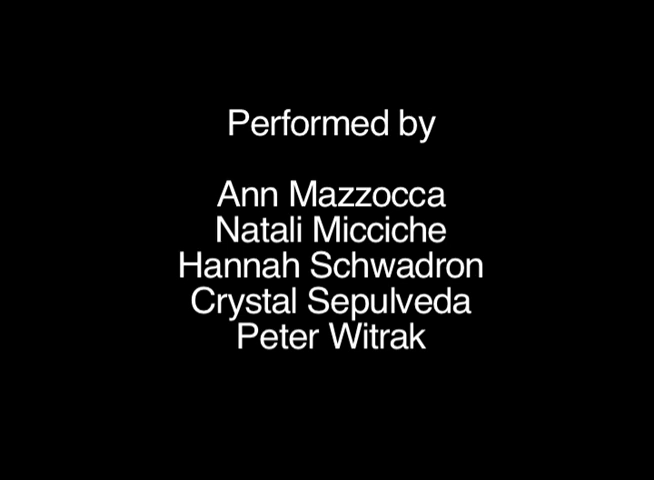 Performed by
Ann Mazzocca
Natali Micciche
Hannah Schwadron
Crystal Sepulveda
Peter Witrak